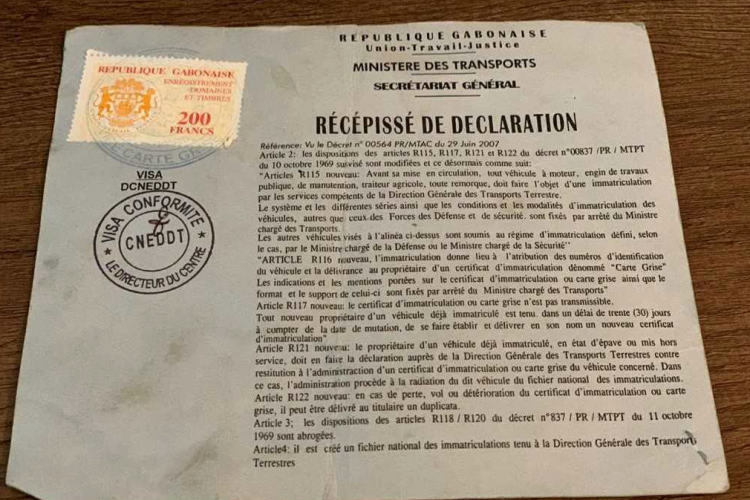 REPUBLIQUE GABONAISE
Union-Travail-Justice
MINISTERE DES TRANSPORTS
SECRÉTARIAT GÉNÉRAL
REPUBLIQUE GABONAISE
ENREGISTREMENT
DOMAINES
ET TIMBRES
200
FRANCS
CARTE
VISA
DCNEDDT
VISA CONFORMITE
CNEDDT
LE DIRECTEUR DU CENTRE
RÉCÉPISSÉ DE DECLARATION
Référence: Vu le Décret n° 00564 PR/MTAC du 29 Juin 2007
Article 2: les dispositions des articles R115, R117, R121 et R122 du décret n°00837 /PR / MTPT
du 10 octobre 1969 suivisé sont modifiées et ce désormais comme suit:
"Articles R115 nouveau: Avant sa mise en circulation, tout véhicule à moteur, engin de travaux
publique, de manutention, traiteur agricole, toute remorque, doit faire l'objet d'une immatriculation
par les services compétents de la Direction Générale des Transports Terrestre.
Le système et les différentes séries ainsi que les conditions et les modalités d'immatriculation des
véhicules, autres que ceux des Forces des Défense et de sécurité. sont fixés par arrêté du Ministre
chargé des Transports.
Les autres véhicules visés à l'alinéa ci-dessus sont soumis au régime d'immatriculation défini, selon
le cas, par le Ministre chargé de la Défense ou le Ministre chargé de la Sécurité"
"ARTICLE R116 nouveau, l'immatriculation donne lieu à l'atribution des numéros d'identification
du véhicule et la délivrance au propriétaire d'un certificat d'immatriculation dénommé "Carte Grise"
Les indications et les mentions portées sur le certificat d'immatriculation ou carte grise ainsi que le
format et le support de celui-ci sont fixés par arrêté du Ministre chargé des Transports"
Article R117 nouveau: le certificat d'immatriculation ou carte grise n'est pas transmissible.
Tout nouveau propriétaire d'un véhicule déjà immatriculé est tenu. dans un délai de trente (30) jours
à compter de la date de mutation, de se faire établir et délivrer en son nom un nouveau certificat
d'immatriculation"
Article R121 nouveau: le propriétaire d'un véhicule déjà immatriculé, en état d'épave ou mis hors
service, doit en faire la déclaration auprès de la Direction Générale des Transports Terrestres contre
restitution à l'administraction d'un certificat d'immatriculation ou carte grise du véhicule concerné. Dans
ce cas, l'administration procède à la radiation du dit véhicule du fichier national des immatriculations.
Article R122 nouveau: en cas de perte, vol ou détérioration du certificat d'immatriculation ou carte
grise, il peut être délivré au titulaire un duplicata.
Article 3; les dispositions des articles R118 / R120 du décret n°837 / PR / MTPT du 11 octobre
1969 sont abrogées.
Article4: il est créé un fichier national des immatriculations tenu à la Direction Générale des Transports
Terrestres